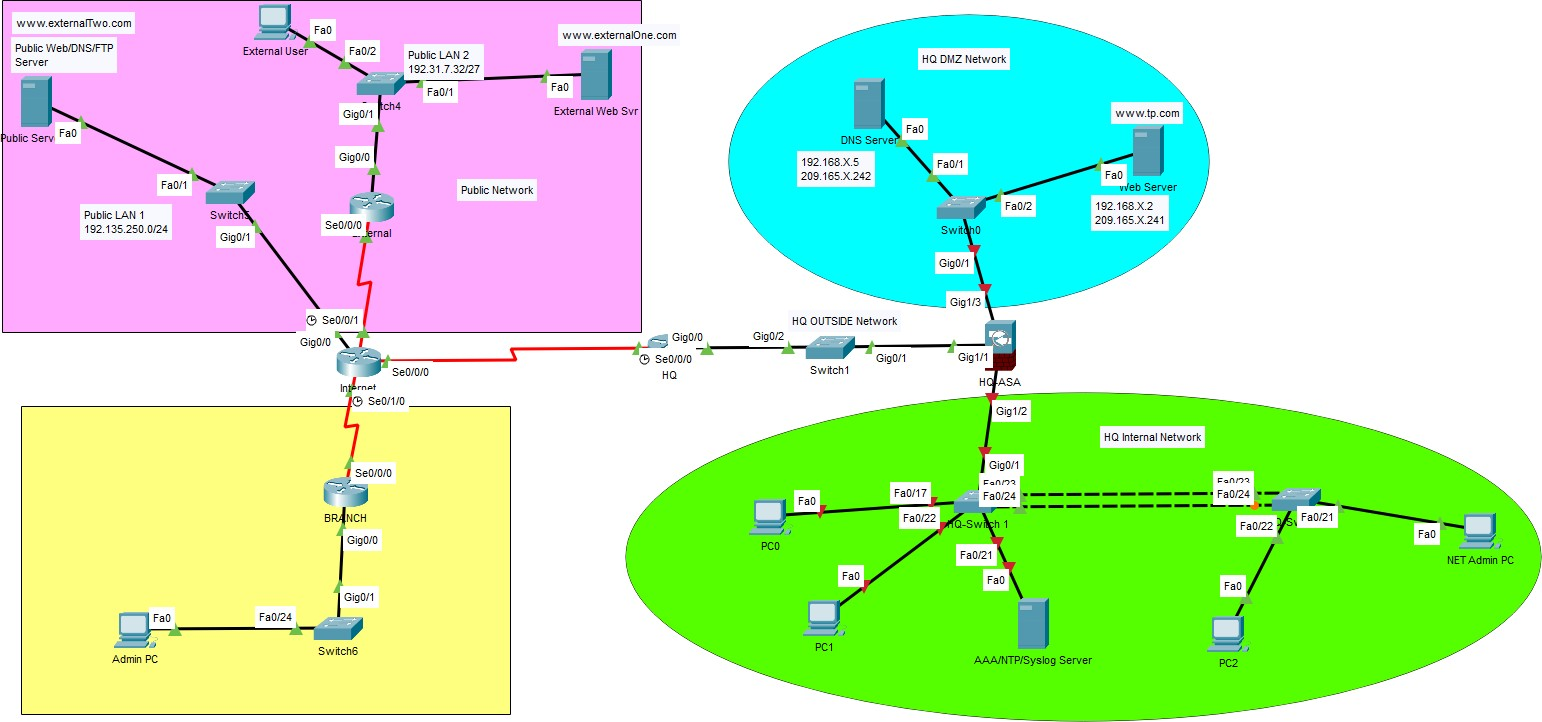 www.externalTwo.com
Public Web/DNS/FTP
Server
Fa0
External User
Fa0/2
Public LAN 2
192.31.7.32/27
www.externalOne.com
Fa0
Fa0/1
External Web Svr
Gig0/1
Public
Fa0
Fa0/1
Gig0/0
Public Network
Public LAN 1
192.135.250.0/24
Gig0/1
Se0/0/0
Se0/0/1
Gig0/0
Se0/0/0
Internet
Se0/1/0
Se0/0/0
BRANCH
Gig0/0
Gig0/1
Fa0
Fa0/24
Admin PC
Switch6
Gig0/0
Se0/0/0
HQ
HQ OUTSIDE Network
Gig0/2
Gig0/1
Switch1
Gig1/1
HQ-ASA
HQ DMZ Network
DNS Server
Fa0
192.168.X.5
209.165.X.242
Fa0/1
www.tp.com
Fa0
Web Server
Fa0/2
192.168.X.2
209.165.X.241
Switch0
Gig0/1
Gig1/3
Gig1/2
HQ Internal Network
Gig0/1
Fa0/23
Fa0/24
Fa0/17
Fa0
PC0
Fa0/22
HQ-Switch 1
Fa0/21
Fa0
Fa0
PC1
AAA/NTP/Syslog Server
Fa0/23
Fa0/24
Fa0/22
Fa0/21
Fa0
NET Admin PC
Fa0
PC2